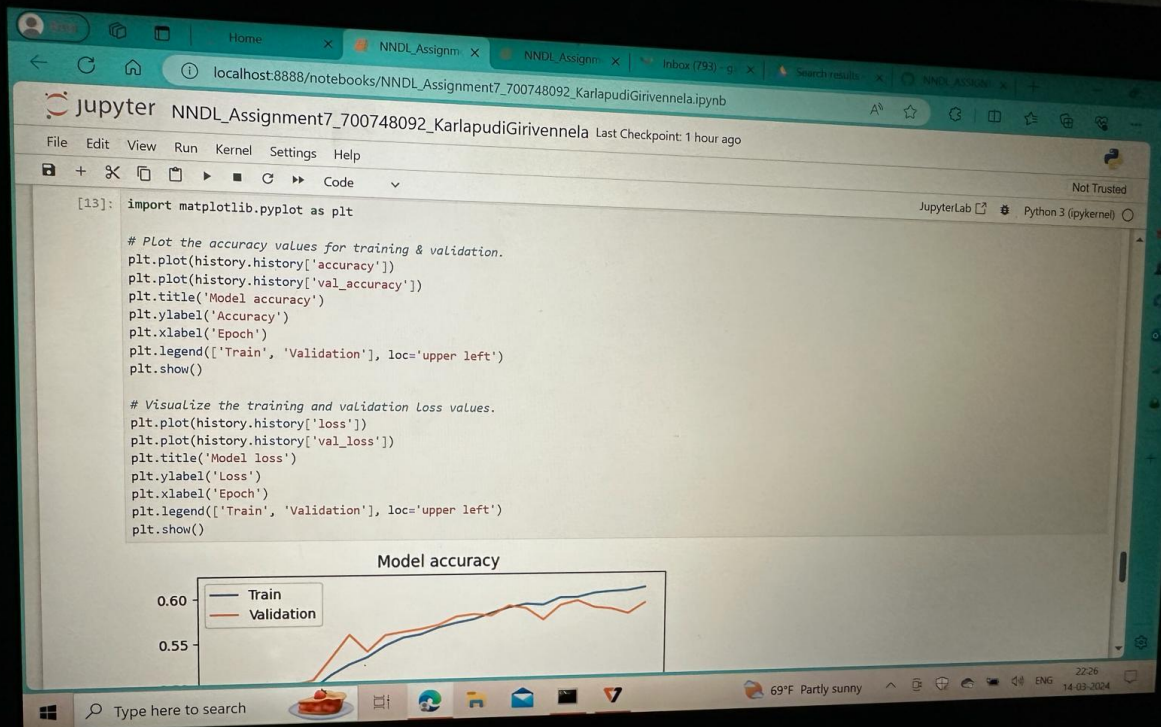 Home
NNDL_Assignm
NNDL_Assignm
Inbox (793) - g
Search results
localhost:8888/notebooks/NNDL_Assignment7_700748092_KarlapudiGirivennela.ipynb
jupyter NNDL_Assignment7_700748092_KarlapudiGirivennela Last Checkpoint: 1 hour ago
File Edit View Run Kernel Settings Help
Not Trusted
Code
JupyterLab Python 3 (ipykernel)
[13]: import matplotlib.pyplot as plt
# Plot the accuracy values for training & validation.
plt.plot(history.history['accuracy'])
plt.plot(history.history['val_accuracy'])
plt.title('Model accuracy')
plt.ylabel('Accuracy')
plt.xlabel('Epoch')
plt.legend(['Train', 'Validation'], loc='upper left')
plt.show()
# Visualize the training and validation loss values.
plt.plot(history.history['loss'])
plt.plot(history.history['val_loss'])
plt.title('Model loss')
plt.ylabel('Loss')
plt.xlabel('Epoch')
plt.legend(['Train', 'Validation'], loc='upper left')
plt.show()
Model accuracy
Train
0.60
Validation
0.55
Type here to search
69°F Partly sunny
ENG
22:26
14-03-2024